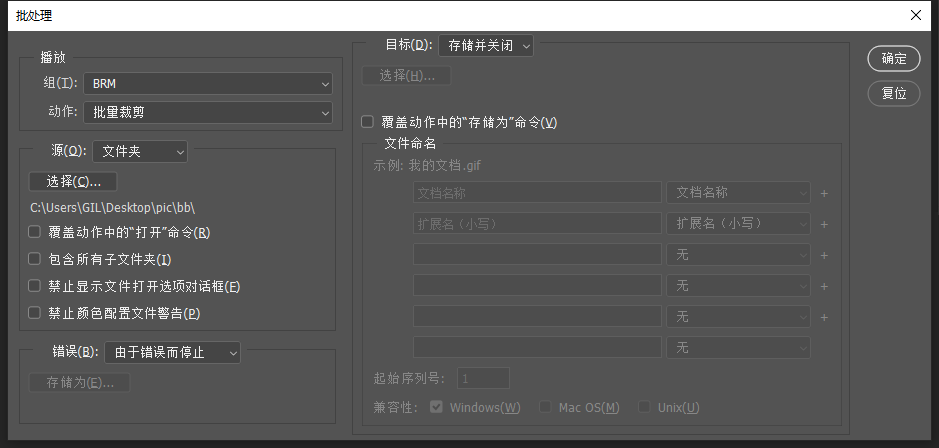 批处理
播放
组(T): BRM
动作: 批量裁剪
源(O): 文件夹
选择(C)...
C:\Users\GIL\Desktop\pic\bb\
覆盖动作中的“打开”命令(R)
包含所有子文件夹(I)
禁止显示文件打开选项对话框(F)
禁止颜色配置文件警告(P)
错误(B): 由于错误而停止
存储为(E)...
目标(D): 存储并关闭
选择(H)...
覆盖动作中的“存储为”命令(V)
文件命名
示例: 我的文档.gif
文档名称 文档名称 +
扩展名（小写） 扩展名（小写） +
无 +
无 +
无 +
无
起始序列号: 1
兼容性: Windows(W) Mac OS(M) Unix(U)
确定
复位